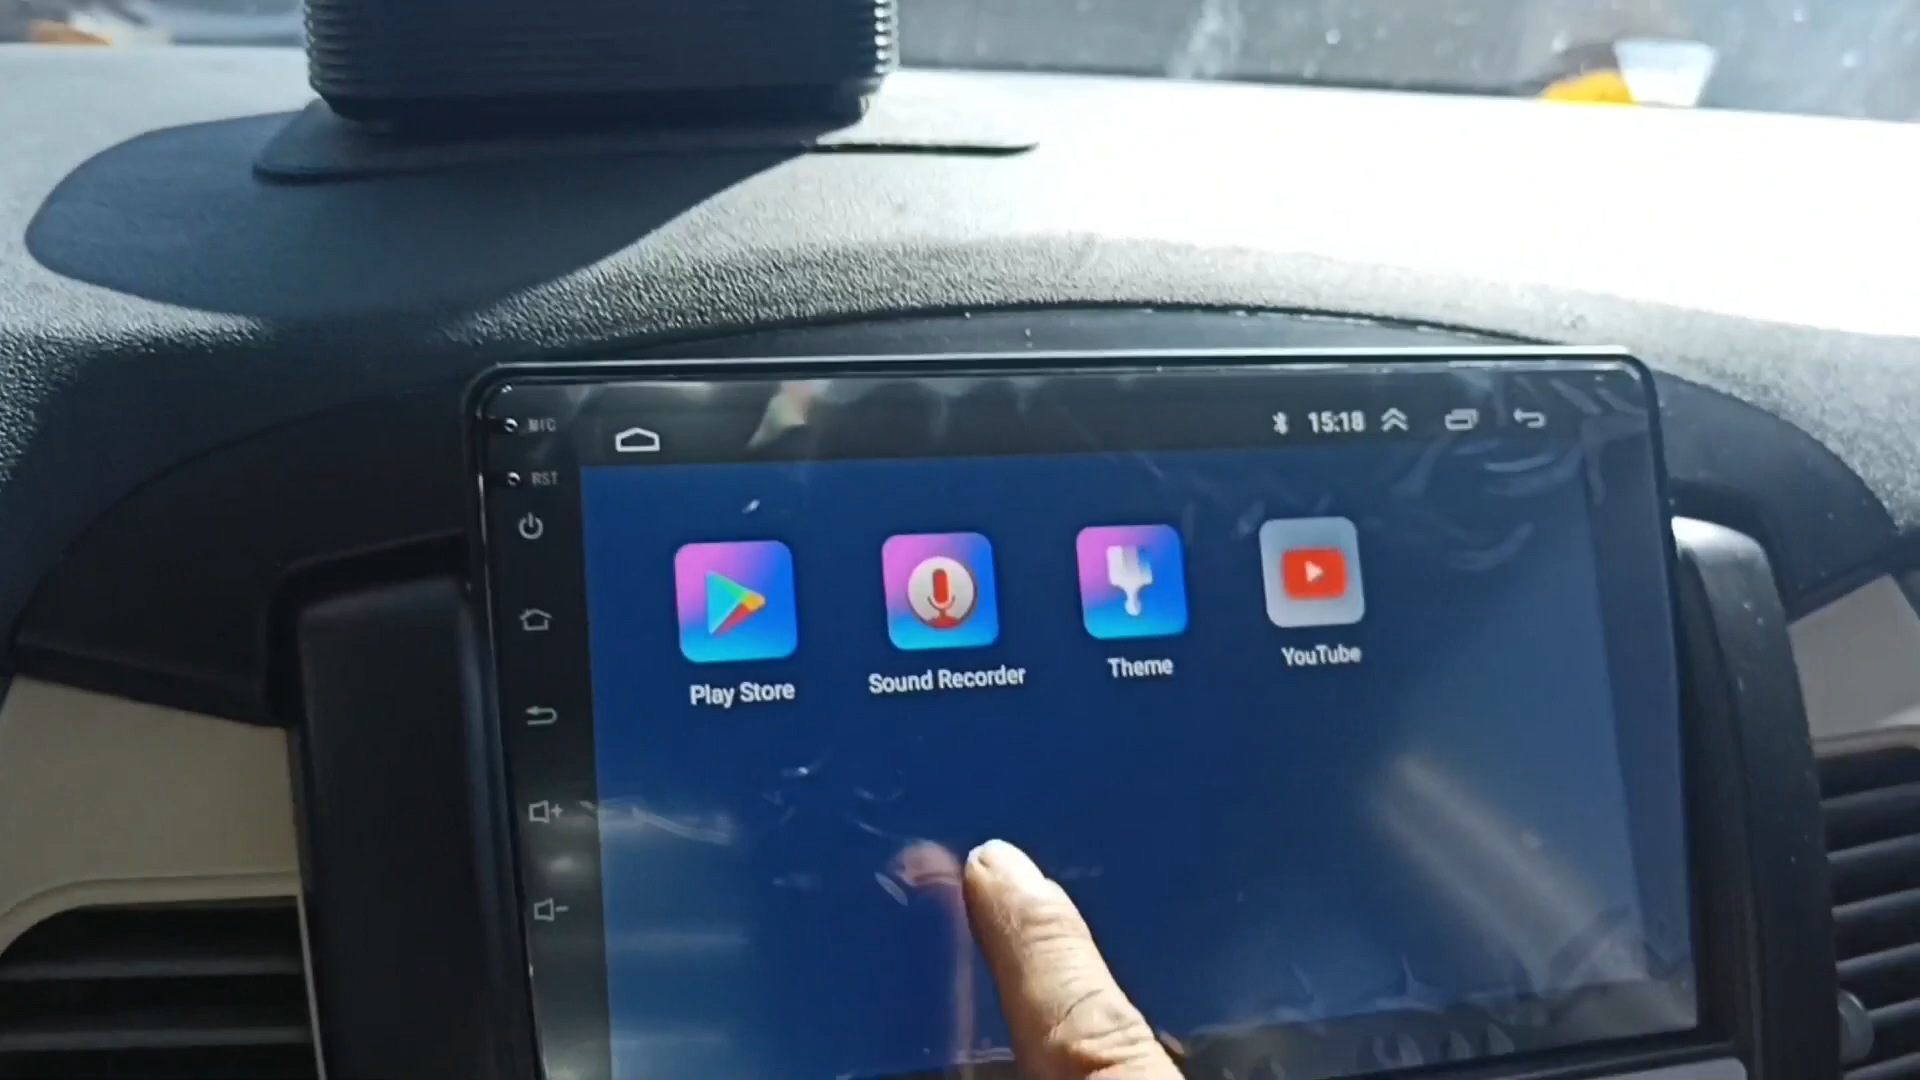 MIC
15:18
RST
Play Store
Sound Recorder
Theme
YouTube